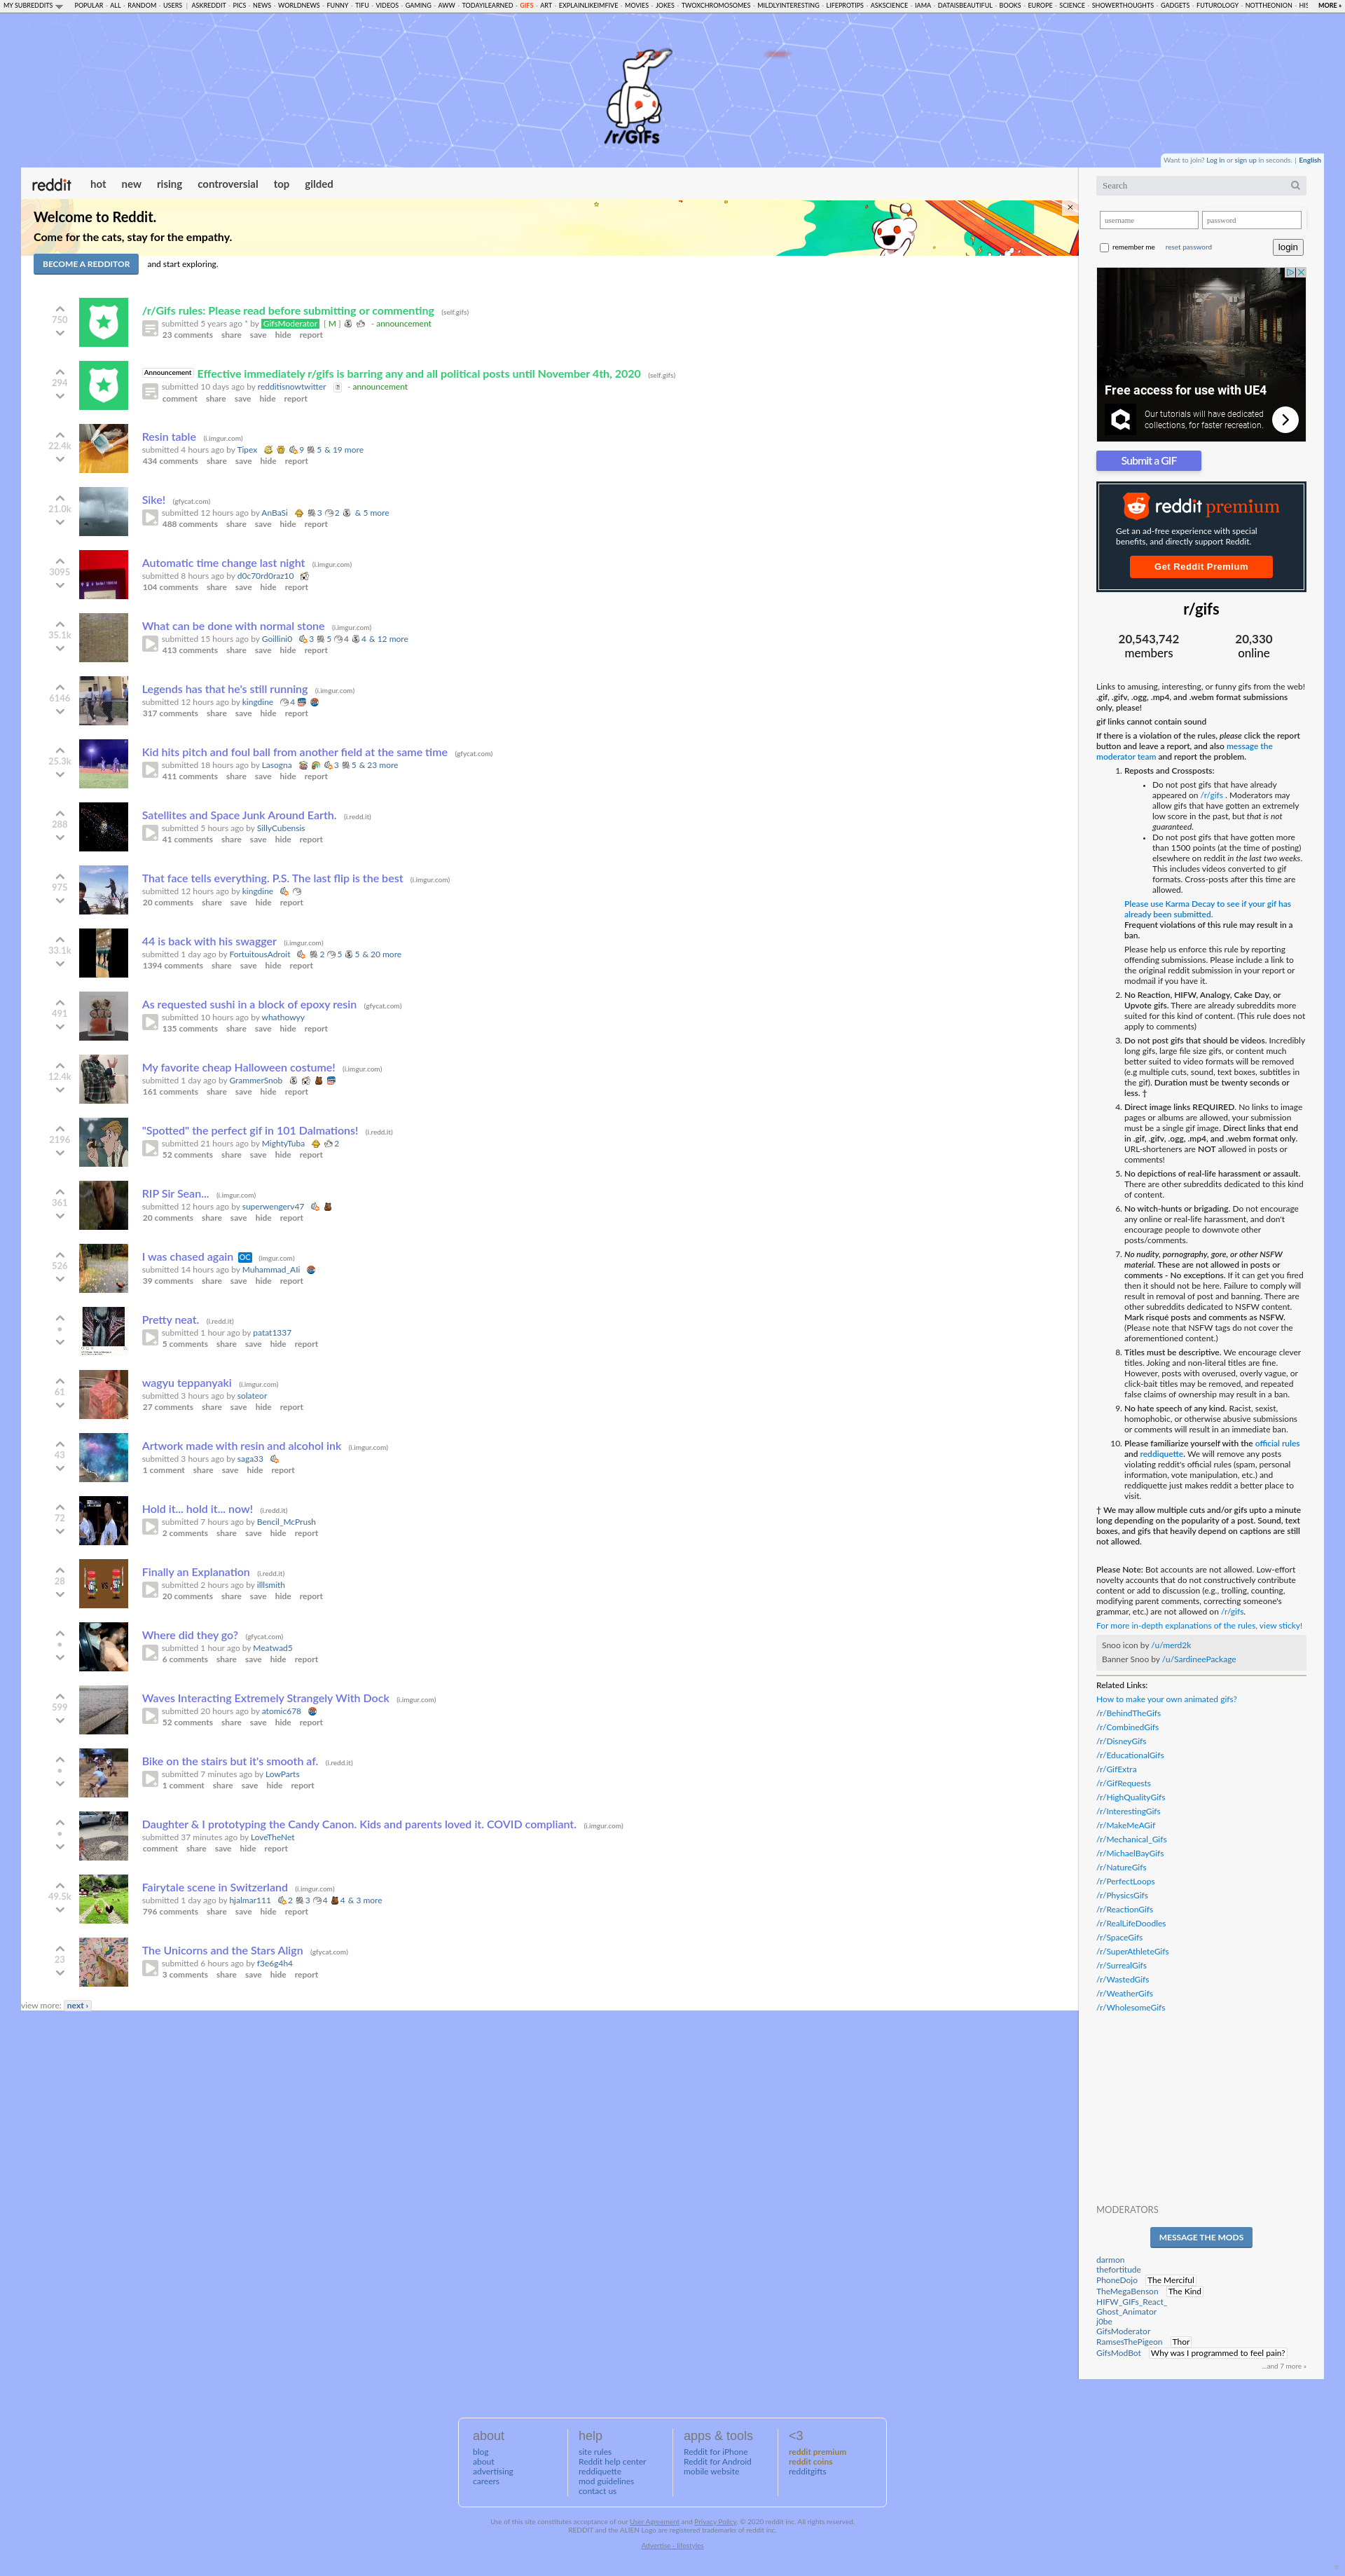 MY SUBREDDITS POPULAR - ALL - RANDOM - USERS | ASKREDDIT - PICS - NEWS - WORLDNEWS - FUNNY - TIFU - VIDEOS - GAMING - AWW - TODAYILEARNED - GIFS - ART - EXPLAINLIKEIMFIVE - MOVIES - JOKES - TWOXCHROMOSOMES - MILDLYINTERESTING - LIFEPROTIPS - ASKSCIENCE - IAMA - DATAISBEAUTIFUL - BOOKS - EUROPE - SCIENCE - SHOWERTHOUGHTS - GADGETS - FUTUROLOGY - NOTTHEONION - HIS MORE »
/r/GIFs
Want to join? Log in or sign up in seconds. | English
reddit hot new rising controversial top gilded
Welcome to Reddit.
Come for the cats, stay for the empathy.
BECOME A REDDITOR and start exploring.
750
/r/Gifs rules: Please read before submitting or commenting (self.gifs)
submitted 5 years ago * by GifsModerator [ M ] - announcement
23 comments share save hide report
294
Announcement Effective immediately r/gifs is barring any and all political posts until November 4th, 2020 (self.gifs)
submitted 10 days ago by redditisnowtwitter - announcement
comment share save hide report
22.4k
Resin table (i.imgur.com)
submitted 4 hours ago by Tipex 9 5 & 19 more
434 comments share save hide report
21.0k
Sike! (gfycat.com)
submitted 12 hours ago by AnBaSi 3 2 & 5 more
488 comments share save hide report
3095
Automatic time change last night (i.imgur.com)
submitted 8 hours ago by d0c70rd0raz10
104 comments share save hide report
35.1k
What can be done with normal stone (i.imgur.com)
submitted 15 hours ago by Goillini0 3 5 4 4 & 12 more
413 comments share save hide report
6146
Legends has that he's still running (i.imgur.com)
submitted 12 hours ago by kingdine 4
317 comments share save hide report
25.3k
Kid hits pitch and foul ball from another field at the same time (gfycat.com)
submitted 18 hours ago by Lasogna 3 5 & 23 more
411 comments share save hide report
288
Satellites and Space Junk Around Earth. (i.redd.it)
submitted 5 hours ago by SillyCubensis
41 comments share save hide report
975
That face tells everything. P.S. The last flip is the best (i.imgur.com)
submitted 12 hours ago by kingdine
20 comments share save hide report
33.1k
44 is back with his swagger (i.imgur.com)
submitted 1 day ago by FortuitousAdroit 2 5 5 & 20 more
1394 comments share save hide report
491
As requested sushi in a block of epoxy resin (gfycat.com)
submitted 10 hours ago by whathowyy
135 comments share save hide report
12.4k
My favorite cheap Halloween costume! (i.imgur.com)
submitted 1 day ago by GrammerSnob
161 comments share save hide report
2196
"Spotted" the perfect gif in 101 Dalmations! (i.redd.it)
submitted 21 hours ago by MightyTuba 2
52 comments share save hide report
361
RIP Sir Sean... (i.imgur.com)
submitted 12 hours ago by superwengerv47
20 comments share save hide report
526
I was chased again OC (imgur.com)
submitted 14 hours ago by Muhammad_Ali
39 comments share save hide report
•
Pretty neat. (i.redd.it)
submitted 1 hour ago by patat1337
5 comments share save hide report
61
wagyu teppanyaki (i.imgur.com)
submitted 3 hours ago by solateor
27 comments share save hide report
43
Artwork made with resin and alcohol ink (i.imgur.com)
submitted 3 hours ago by saga33
1 comment share save hide report
72
Hold it... hold it... now! (i.redd.it)
submitted 7 hours ago by Bencil_McPrush
2 comments share save hide report
28
Finally an Explanation (i.redd.it)
submitted 2 hours ago by illlsmith
20 comments share save hide report
•
Where did they go? (gfycat.com)
submitted 1 hour ago by Meatwad5
6 comments share save hide report
599
Waves Interacting Extremely Strangely With Dock (i.imgur.com)
submitted 20 hours ago by atomic678
52 comments share save hide report
•
Bike on the stairs but it's smooth af. (i.redd.it)
submitted 7 minutes ago by LowParts
1 comment share save hide report
•
Daughter & I prototyping the Candy Canon. Kids and parents loved it. COVID compliant. (i.imgur.com)
submitted 37 minutes ago by LoveTheNet
comment share save hide report
49.5k
Fairytale scene in Switzerland (i.imgur.com)
submitted 1 day ago by hjalmar111 2 3 4 4 & 3 more
796 comments share save hide report
23
The Unicorns and the Stars Align (gfycat.com)
submitted 6 hours ago by f3e6g4h4
3 comments share save hide report
view more: next ›
Search
username password
remember me reset password login
Free access for use with UE4
Our tutorials will have dedicated
collections, for faster recreation.
Submit a GIF
reddit premium
Get an ad-free experience with special
benefits, and directly support Reddit.
Get Reddit Premium
r/gifs
20,543,742 20,330
members online
Links to amusing, interesting, or funny gifs from the web!
.gif, .gifv, .ogg, .mp4, and .webm format submissions
only, please!
gif links cannot contain sound
If there is a violation of the rules, please click the report
button and leave a report, and also message the
moderator team and report the problem.
1. Reposts and Crossposts:
• Do not post gifs that have already
appeared on /r/gifs . Moderators may
allow gifs that have gotten an extremely
low score in the past, but that is not
guaranteed.
• Do not post gifs that have gotten more
than 1500 points (at the time of posting)
elsewhere on reddit in the last two weeks.
This includes videos converted to gif
formats. Cross-posts after this time are
allowed.
Please use Karma Decay to see if your gif has
already been submitted.
Frequent violations of this rule may result in a
ban.
Please help us enforce this rule by reporting
offending submissions. Please include a link to
the original reddit submission in your report or
modmail if you have it.
2. No Reaction, HIFW, Analogy, Cake Day, or
Upvote gifs. There are already subreddits more
suited for this kind of content. (This rule does not
apply to comments)
3. Do not post gifs that should be videos. Incredibly
long gifs, large file size gifs, or content much
better suited to video formats will be removed
(e.g multiple cuts, sound, text boxes, subtitles in
the gif). Duration must be twenty seconds or
less. †
4. Direct image links REQUIRED. No links to image
pages or albums are allowed, your submission
must be a single gif image. Direct links that end
in .gif, .gifv, .ogg, .mp4, and .webm format only.
URL-shorteners are NOT allowed in posts or
comments!
5. No depictions of real-life harassment or assault.
There are other subreddits dedicated to this kind
of content.
6. No witch-hunts or brigading. Do not encourage
any online or real-life harassment, and don't
encourage people to downvote other
posts/comments.
7. No nudity, pornography, gore, or other NSFW
material. These are not allowed in posts or
comments - No exceptions. If it can get you fired
then it should not be here. Failure to comply will
result in removal of post and banning. There are
other subreddits dedicated to NSFW content.
Mark risqué posts and comments as NSFW.
(Please note that NSFW tags do not cover the
aforementioned content.)
8. Titles must be descriptive. We encourage clever
titles. Joking and non-literal titles are fine.
However, posts with overused, overly vague, or
click-bait titles may be removed, and repeated
false claims of ownership may result in a ban.
9. No hate speech of any kind. Racist, sexist,
homophobic, or otherwise abusive submissions
or comments will result in an immediate ban.
10. Please familiarize yourself with the official rules
and reddiquette. We will remove any posts
violating reddit's official rules (spam, personal
information, vote manipulation, etc.) and
reddiquette just makes reddit a better place to
visit.
† We may allow multiple cuts and/or gifs upto a minute
long depending on the popularity of a post. Sound, text
boxes, and gifs that heavily depend on captions are still
not allowed.
Please Note: Bot accounts are not allowed. Low-effort
novelty accounts that do not constructively contribute
content or add to discussion (e.g., trolling, counting,
modifying parent comments, correcting someone's
grammar, etc.) are not allowed on /r/gifs.
For more in-depth explanations of the rules, view sticky!
Snoo icon by /u/merd2k
Banner Snoo by /u/SardineePackage
Related Links:
How to make your own animated gifs?
/r/BehindTheGifs
/r/CombinedGifs
/r/DisneyGifs
/r/EducationalGifs
/r/GifExtra
/r/GifRequests
/r/HighQualityGifs
/r/InterestingGifs
/r/MakeMeAGif
/r/Mechanical_Gifs
/r/MichaelBayGifs
/r/NatureGifs
/r/PerfectLoops
/r/PhysicsGifs
/r/ReactionGifs
/r/RealLifeDoodles
/r/SpaceGifs
/r/SuperAthleteGifs
/r/SurrealGifs
/r/WastedGifs
/r/WeatherGifs
/r/WholesomeGifs
MODERATORS
MESSAGE THE MODS
darmon
thefortitude
PhoneDojo The Merciful
TheMegaBenson The Kind
HIFW_GIFs_React_
Ghost_Animator
j0be
GifsModerator
RamsesThePigeon Thor
GifsModBot Why was I programmed to feel pain?
...and 7 more »
about
blog
about
advertising
careers
help
site rules
Reddit help center
reddiquette
mod guidelines
contact us
apps & tools
Reddit for iPhone
Reddit for Android
mobile website
<3
reddit premium
reddit coins
redditgifts
Use of this site constitutes acceptance of our User Agreement and Privacy Policy. © 2020 reddit inc. All rights reserved.
REDDIT and the ALIEN Logo are registered trademarks of reddit inc.
Advertise - lifestyles